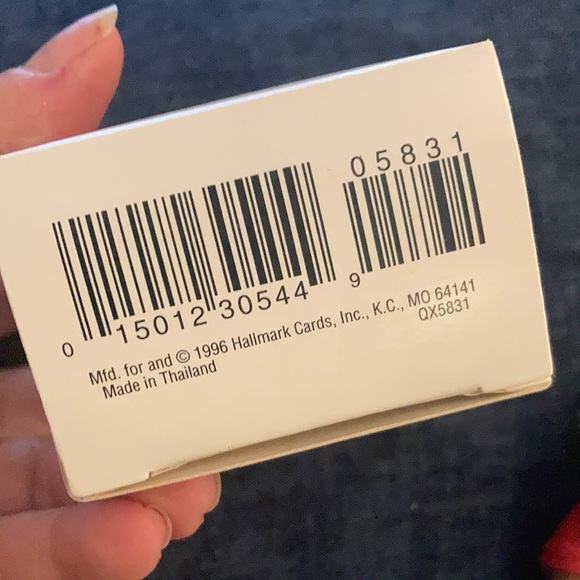 05831
0 15012 30544 9
Mfd. for and © 1996 Hallmark Cards, Inc., K.C., MO 64141
Made in Thailand
QX5831